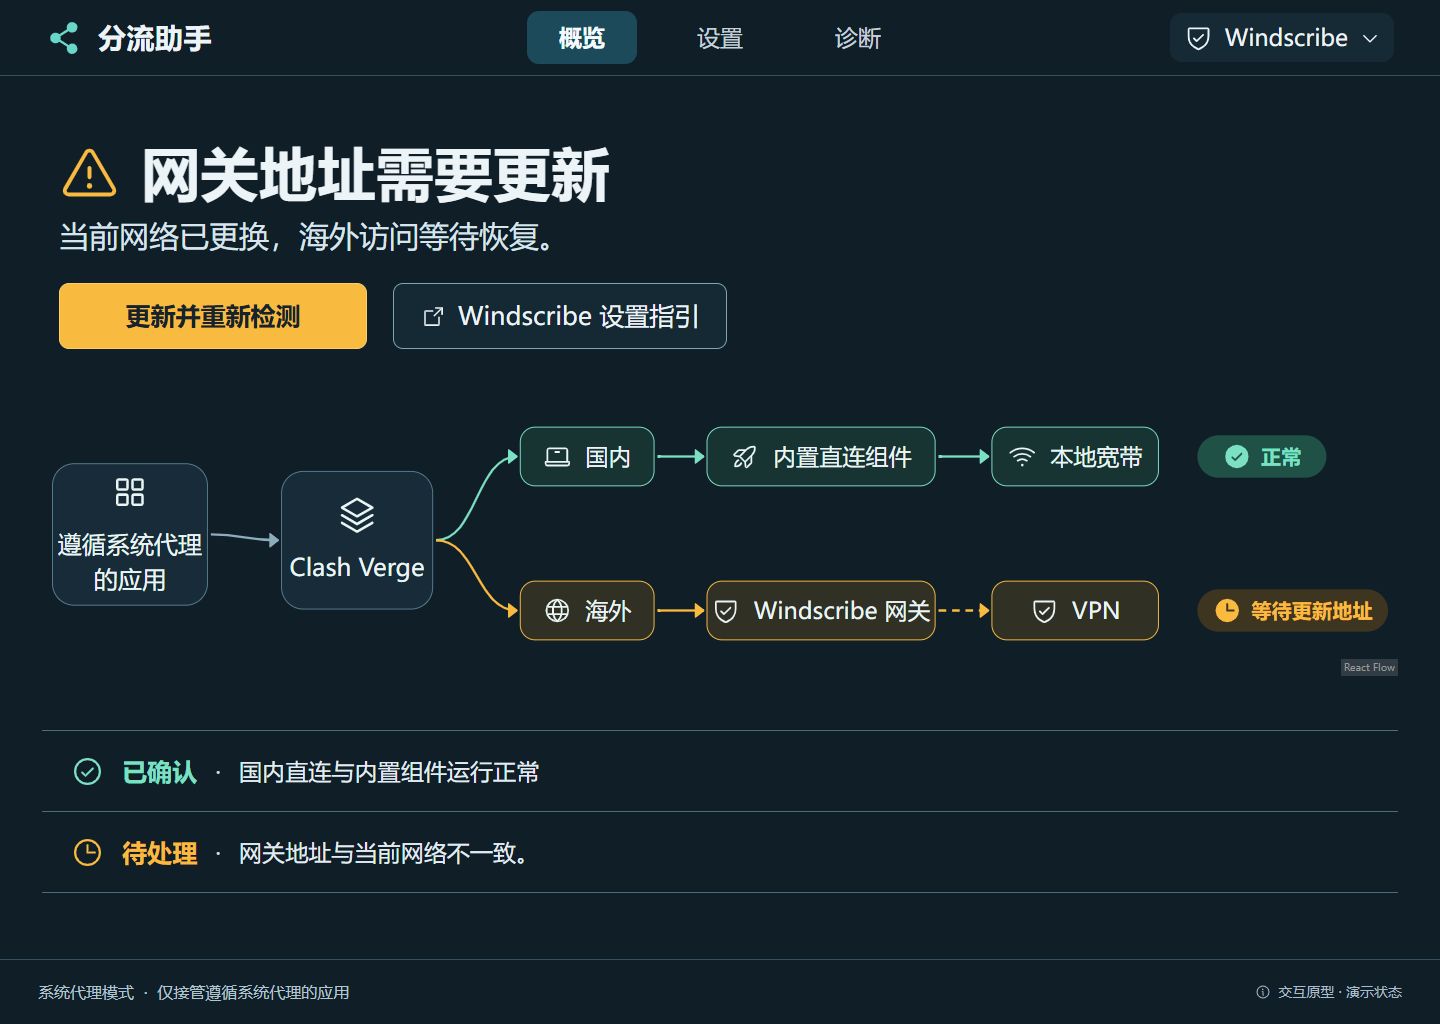 分流助手
概览
设置
诊断
Windscribe
网关地址需要更新
当前网络已更换，海外访问等待恢复。
更新并重新检测
Windscribe 设置指引
国内
内置直连组件
本地宽带
正常
遵循系统代理
的应用
Clash Verge
海外
Windscribe 网关
VPN
等待更新地址
React Flow
已确认 · 国内直连与内置组件运行正常
待处理 · 网关地址与当前网络不一致。
系统代理模式 · 仅接管遵循系统代理的应用
交互原型 · 演示状态